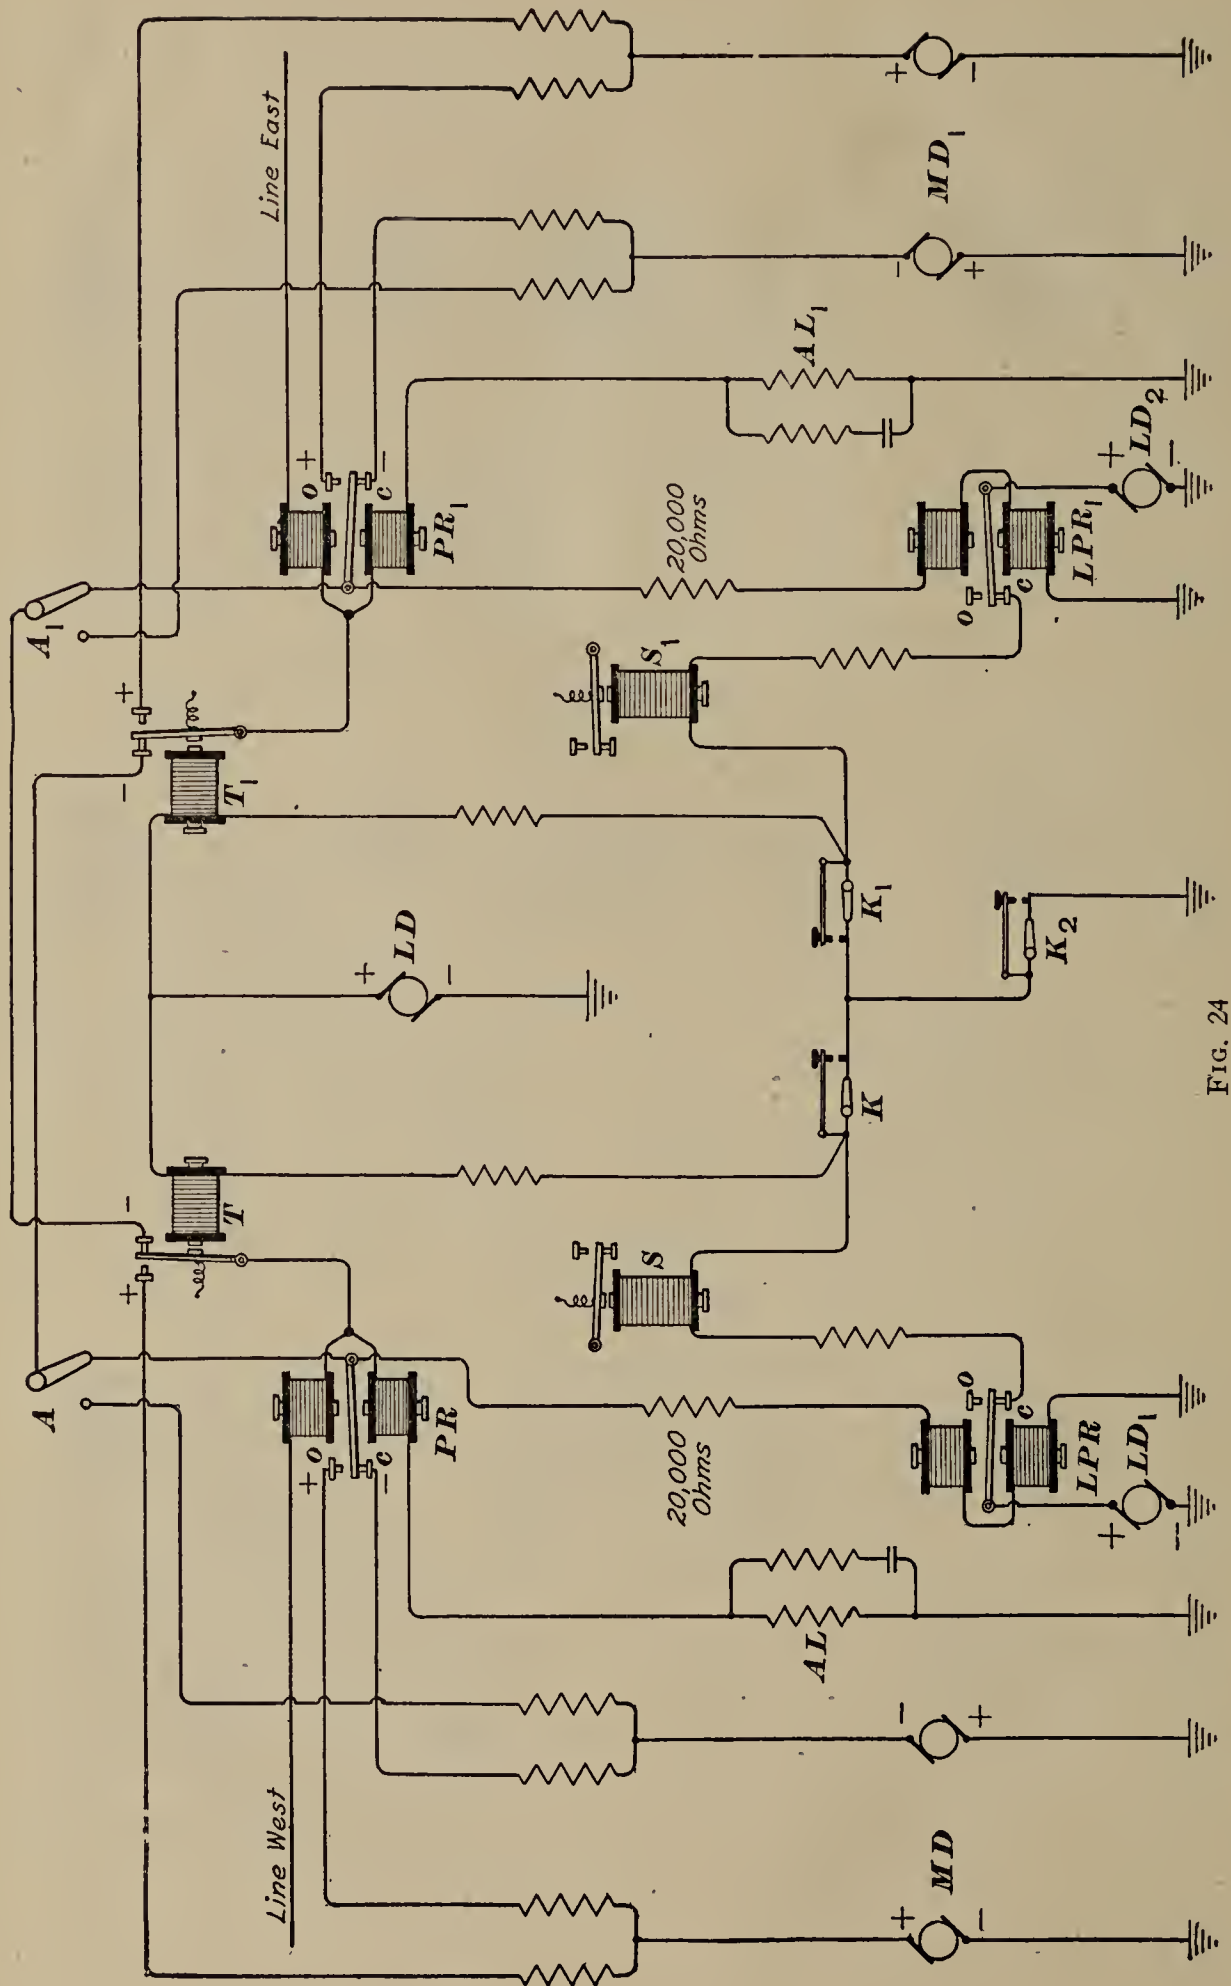 Line East
A1
+
−
T1
o
+
−
c
PR1
MD1
−
+
+
−
AL1
20,000
Ohms
LPR1
o
c
LD2
+
−
S1
LD
+
−
K1
K2
K
T
−
+
S
A
PR
o
+
−
c
20,000
Ohms
LPR
o
c
LD1
+
−
AL
−
+
Line West
MD
+
−
FIG. 24